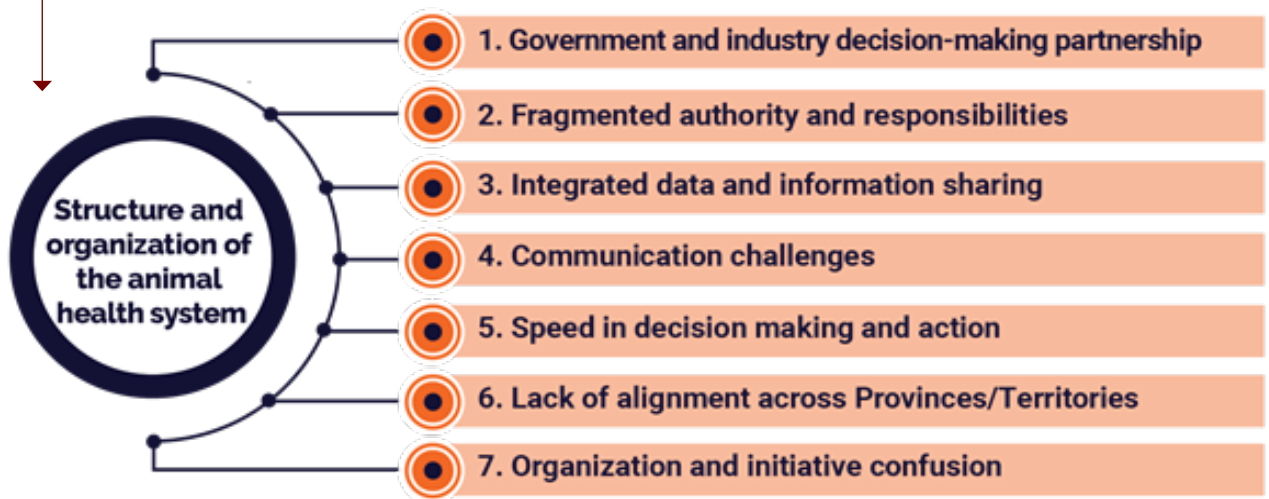 Structure and
organization of
the animal
health system
1. Government and industry decision-making partnership
2. Fragmented authority and responsibilities
3. Integrated data and information sharing
4. Communication challenges
5. Speed in decision making and action
6. Lack of alignment across Provinces/Territories
7. Organization and initiative confusion